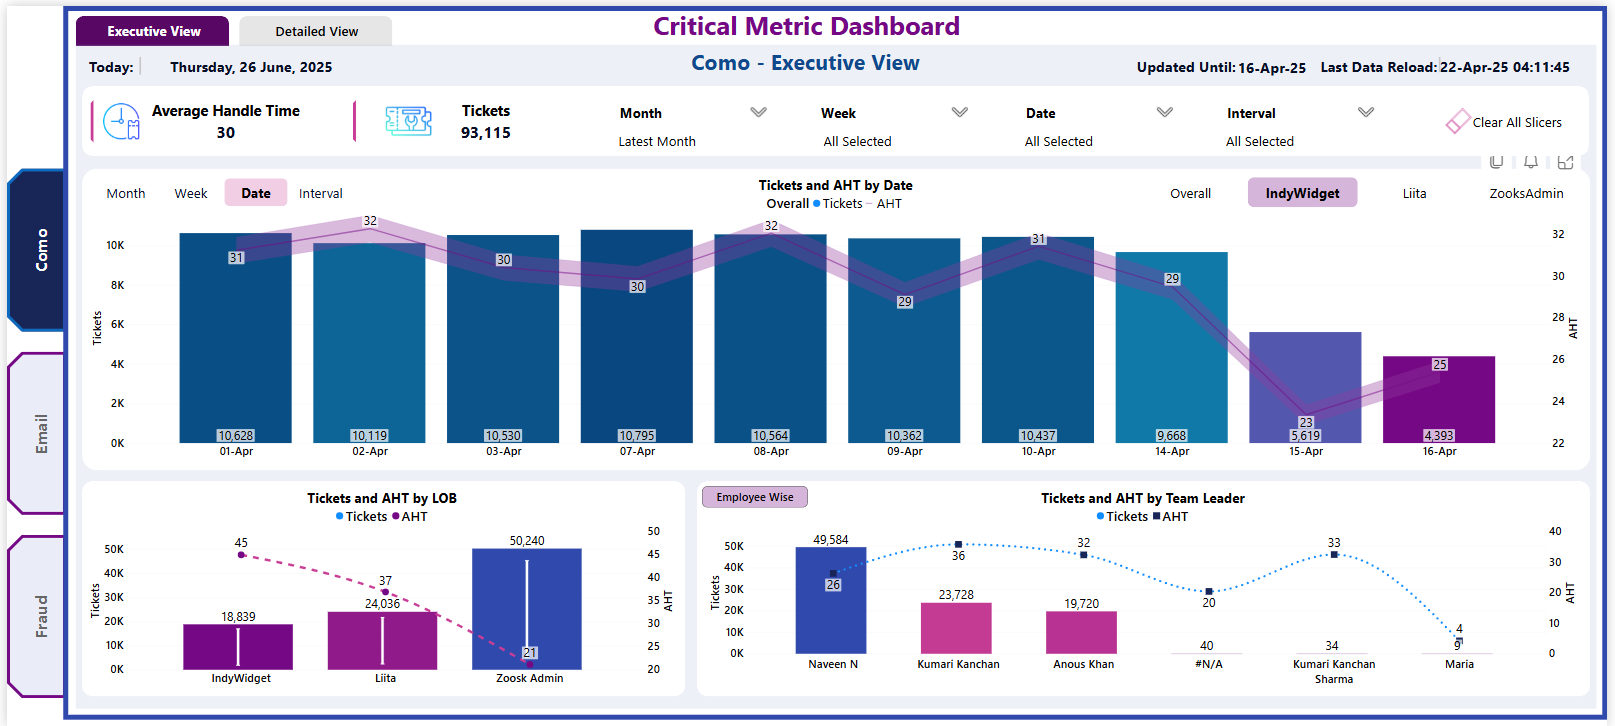 Executive View
Detailed View
Critical Metric Dashboard
Today:
Thursday, 26 June, 2025
Como - Executive View
Updated Until: 16-Apr-25
Last Data Reload: 22-Apr-25 04:11:45
Average Handle Time
30
Tickets
93,115
Month
Latest Month
Week
All Selected
Date
All Selected
Interval
All Selected
Clear All Slicers
Como
Email
Fraud
Month
Week
Date
Interval
Tickets and AHT by Date
Overall Tickets AHT
Overall
IndyWidget
Liita
ZooksAdmin
Tickets
10K
8K
6K
4K
2K
0K
31
32
30
30
32
29
31
29
23
25
10,628
10,119
10,530
10,795
10,564
10,362
10,437
9,668
5,619
4,393
01-Apr
02-Apr
03-Apr
07-Apr
08-Apr
09-Apr
10-Apr
14-Apr
15-Apr
16-Apr
32
30
28
26
24
22
AHT
Tickets and AHT by LOB
Tickets AHT
Tickets
50K
40K
30K
20K
10K
0K
45
37
21
18,839
24,036
50,240
IndyWidget
Liita
Zoosk Admin
50
45
40
35
30
25
20
AHT
Employee Wise
Tickets and AHT by Team Leader
Tickets AHT
Tickets
50K
40K
30K
20K
10K
0K
49,584
23,728
19,720
40
34
9
26
36
32
20
33
4
Naveen N
Kumari Kanchan
Anous Khan
#N/A
Kumari Kanchan
Sharma
Maria
40
30
20
10
0
AHT